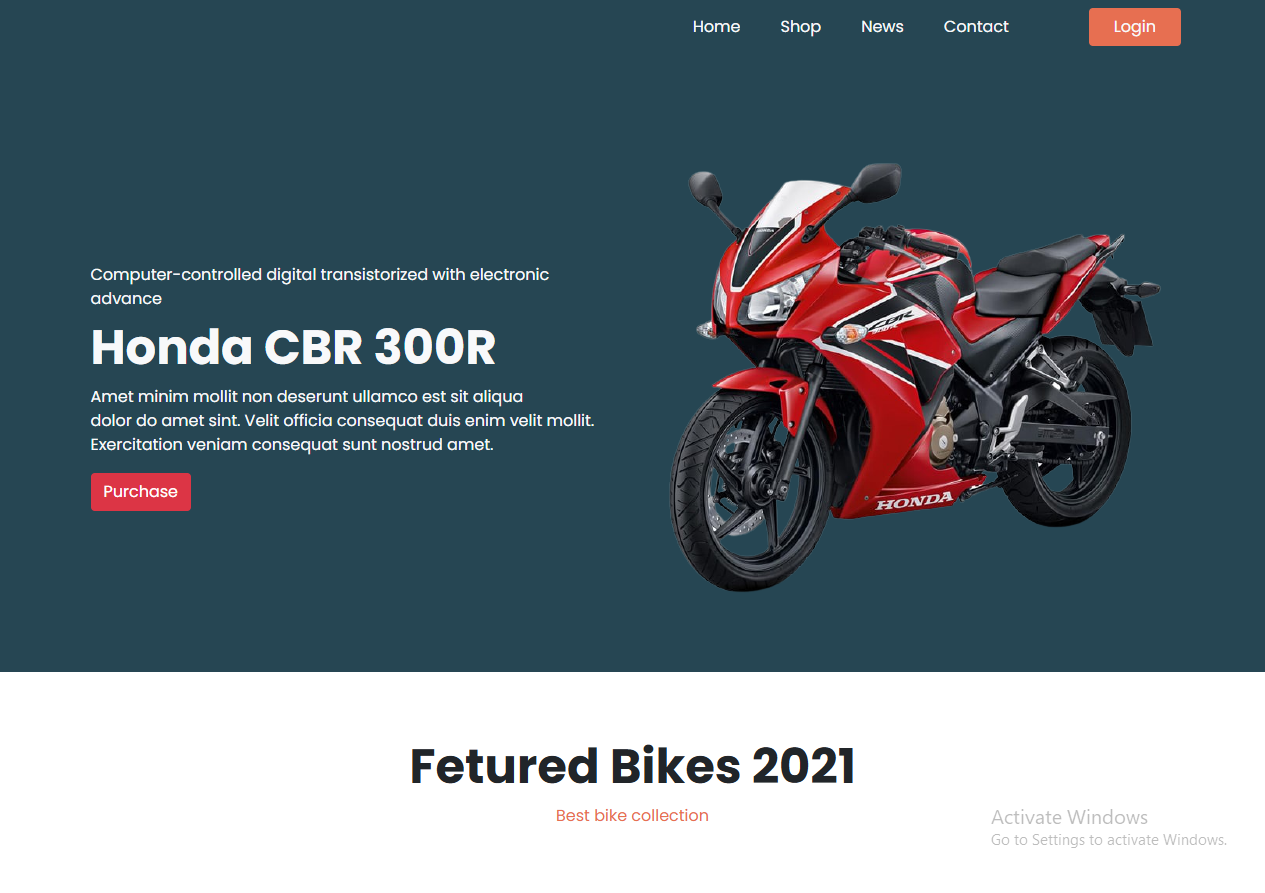 Home Shop News Contact Login
Computer-controlled digital transistorized with electronic
advance
Honda CBR 300R
Amet minim mollit non deserunt ullamco est sit aliqua
dolor do amet sint. Velit officia consequat duis enim velit mollit.
Exercitation veniam consequat sunt nostrud amet.
Purchase
HONDA
CBR
HONDA
Fetured Bikes 2021
Best bike collection
Activate Windows
Go to Settings to activate Windows.